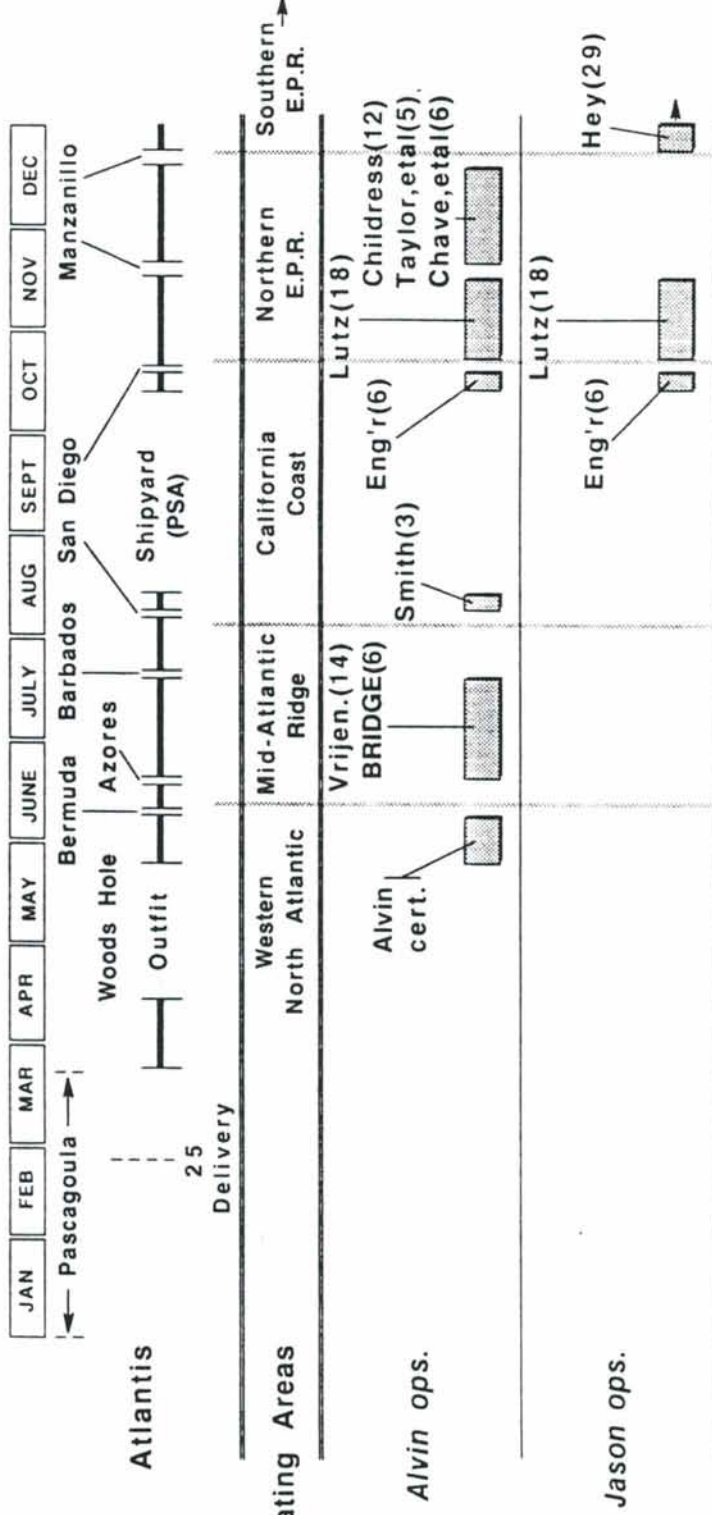 JAN FEB MAR APR MAY JUNE JULY AUG SEPT OCT NOV DEC
Pascagoula
Woods Hole
Bermuda
Azores
Barbados
San Diego
Manzanillo
Atlantis
25
Delivery
Outfit
Shipyard
(PSA)
ating Areas
Western
North Atlantic
Mid-Atlantic
Ridge
California
Coast
Northern
E.P.R.
Southern
E.P.R.
Alvin ops.
Alvin
cert.
Vrijen.(14)
BRIDGE(6)
Smith(3)
Eng'r(6)
Lutz(18)
Childress(12)
Taylor,etal(5),
Chave,etal(6)
Jason ops.
Eng'r(6)
Lutz(18)
Hey(29)